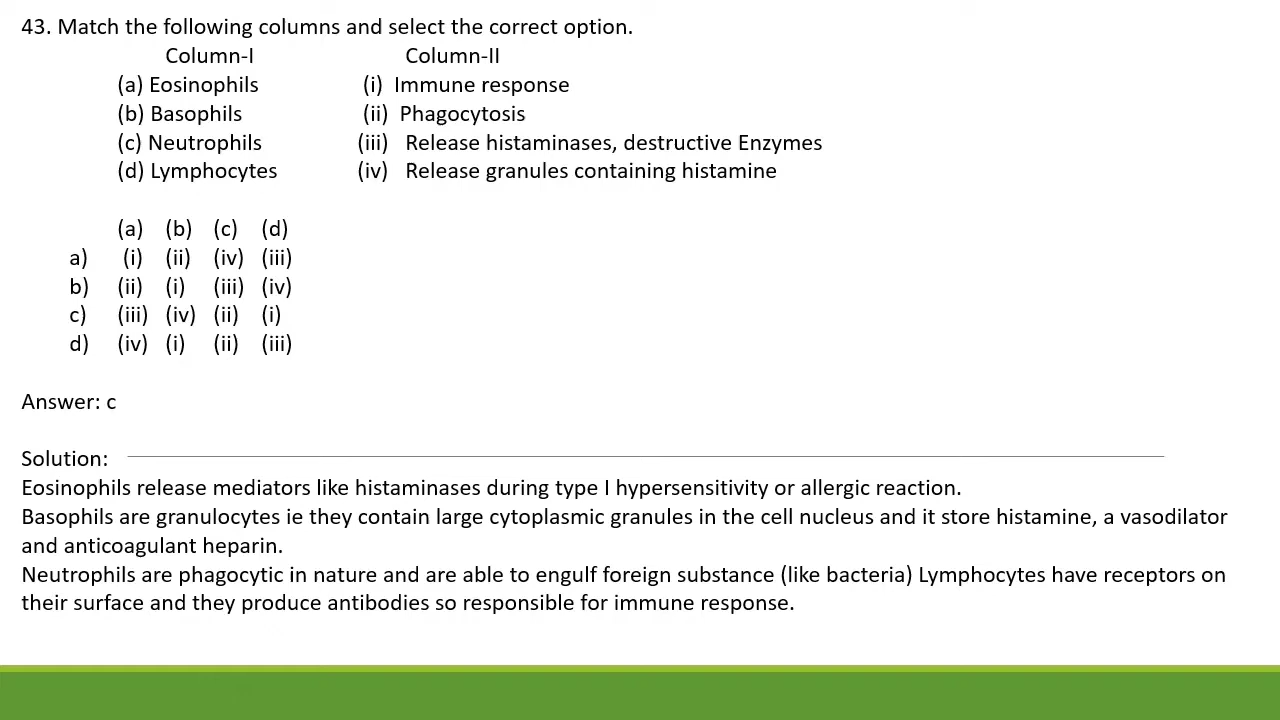 43. Match the following columns and select the correct option.
Column-I Column-II
(a) Eosinophils (i) Immune response
(b) Basophils (ii) Phagocytosis
(c) Neutrophils (iii) Release histaminases, destructive Enzymes
(d) Lymphocytes (iv) Release granules containing histamine
(a) (b) (c) (d)
a) (i) (ii) (iv) (iii)
b) (ii) (i) (iii) (iv)
c) (iii) (iv) (ii) (i)
d) (iv) (i) (ii) (iii)
Answer: c
Solution:
Eosinophils release mediators like histaminases during type I hypersensitivity or allergic reaction.
Basophils are granulocytes ie they contain large cytoplasmic granules in the cell nucleus and it store histamine, a vasodilator
and anticoagulant heparin.
Neutrophils are phagocytic in nature and are able to engulf foreign substance (like bacteria) Lymphocytes have receptors on
their surface and they produce antibodies so responsible for immune response.